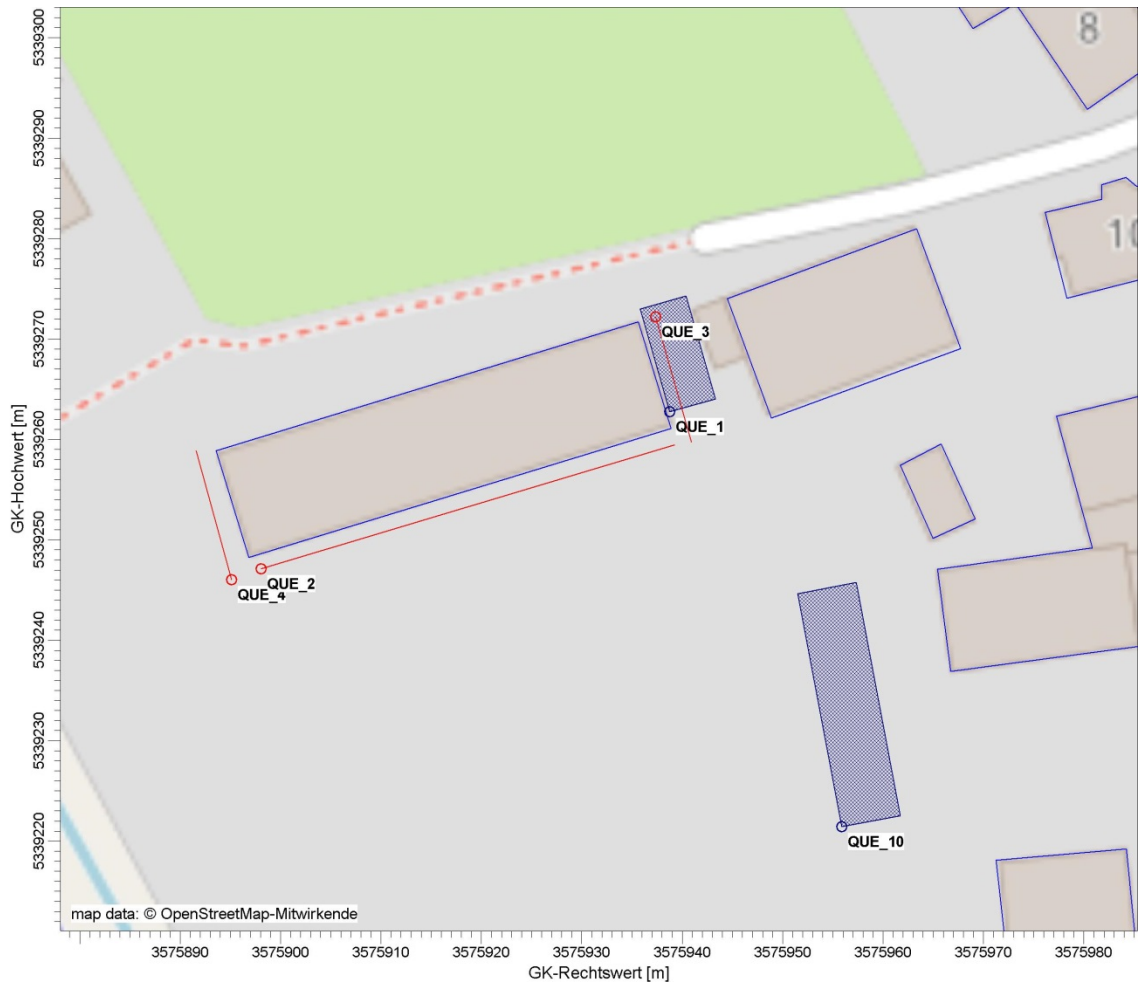 5339300
5339290
5339280
5339270
5339260
5339250
5339240
5339230
5339220
GK-Hochwert [m]
8
10
QUE_3
QUE_1
QUE_2
QUE_4
QUE_10
map data: © OpenStreetMap-Mitwirkende
3575890 3575900 3575910 3575920 3575930 3575940 3575950 3575960 3575970 3575980
GK-Rechtswert [m]